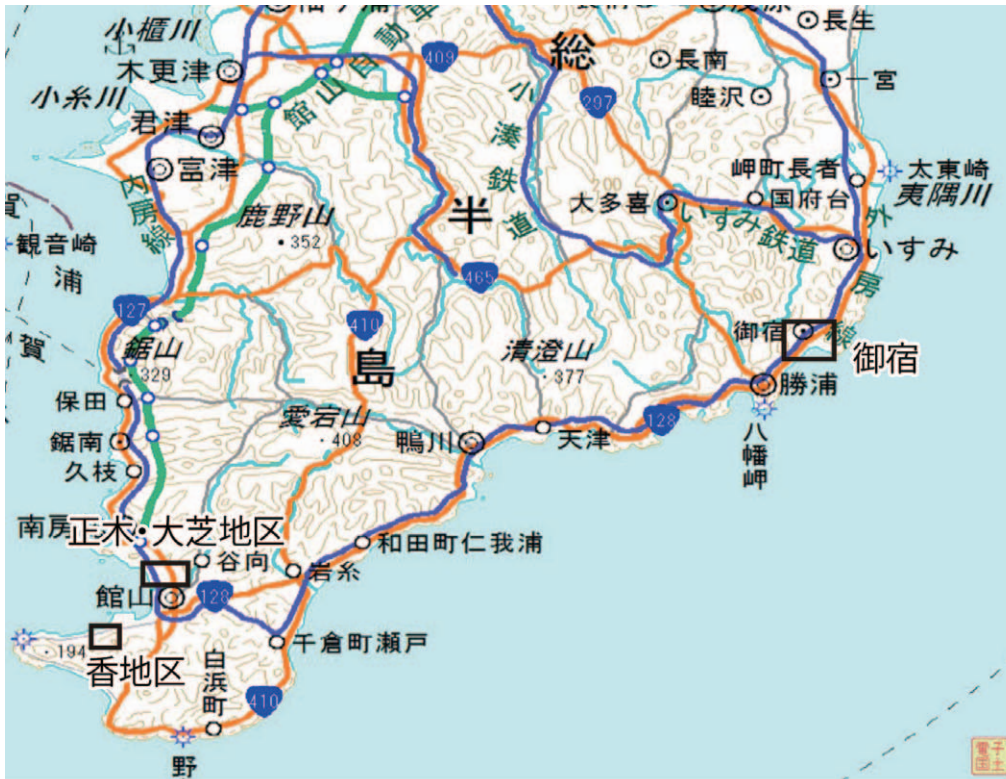 小櫃川
木更津
小糸川
君津
富津
内房線
館山自動車
409
総
297
小湊鉄道
長南
睦沢
長生
一宮
岬町長者
太東崎
夷隅川
国府台
大多喜
いすみ鉄道
いすみ
外房線
鹿野山
・352
半
観音崎
浦
賀
賀
127
465
410
鋸山
329
島
清澄山
・377
御宿
御宿
勝浦
八幡岬
128
保田
愛宕山
・408
鴨川
天津
鋸南
久枝
南房
正木・大芝地区
谷向
和田町仁我浦
岩糸
館山
128
千倉町瀬戸
・194
香地区
白浜町
410
野
電子国土